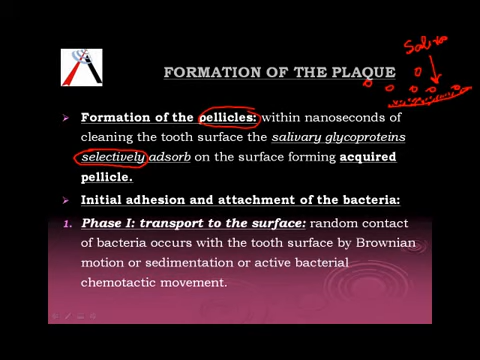 Saliva
FORMATION OF THE PLAQUE
Formation of the pellicles: within nanoseconds of
cleaning the tooth surface the salivary glycoproteins
selectively adsorb on the surface forming acquired
pellicle.
Initial adhesion and attachment of the bacteria:
1. Phase I: transport to the surface: random contact
of bacteria occurs with the tooth surface by Brownian
motion or sedimentation or active bacterial
chemotactic movement.